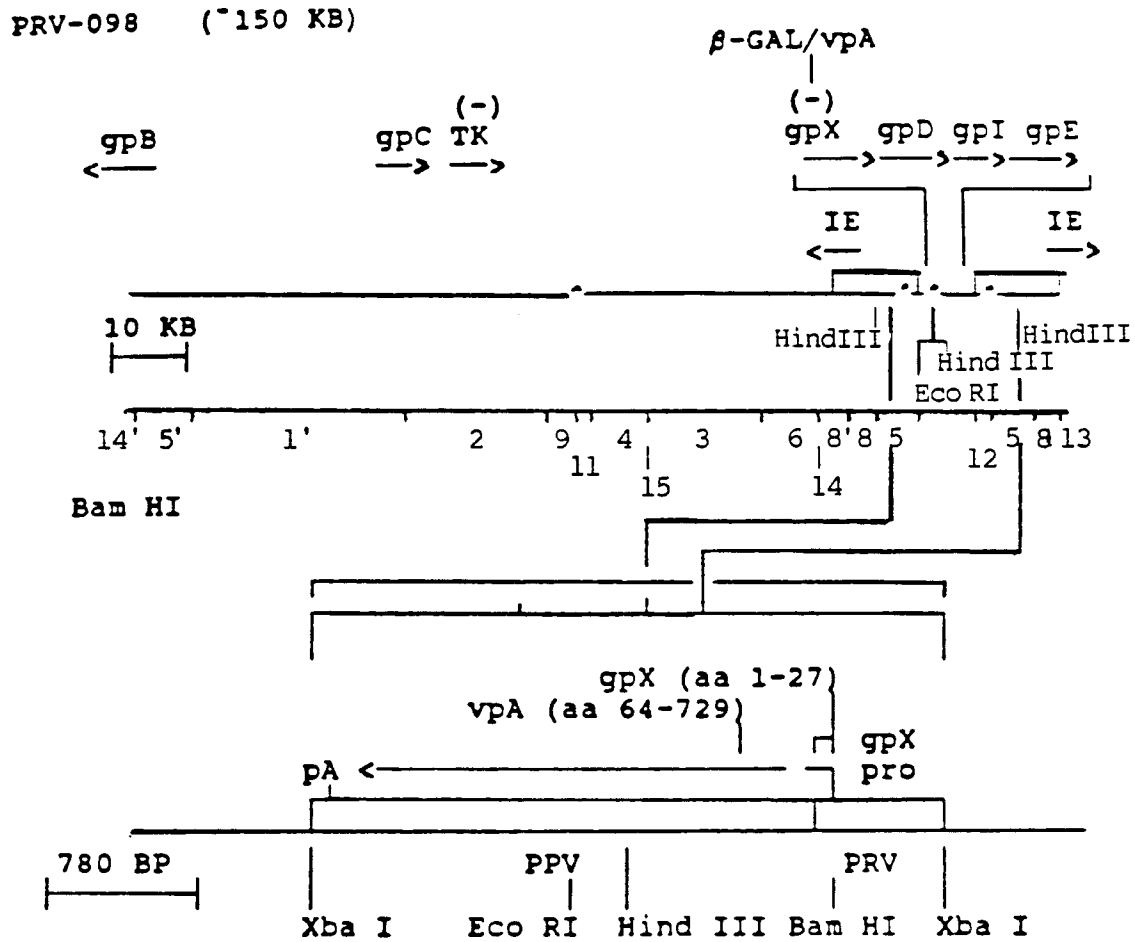 PRV-098 (~150 KB)
β-GAL/vpA
(-) (-)
gpB gpC TK gpX gpD gpI gpE
IE IE
10 KB HindIII HindIII
Hind III
Eco RI
14' 5' 1' 2 9 4 3 6 8' 8 5 5 8 13
11 12
15 14
Bam HI
gpX (aa 1-27)
vpA (aa 64-729)
gpX
pA pro
780 BP PPV PRV
Xba I Eco RI Hind III Bam HI Xba I